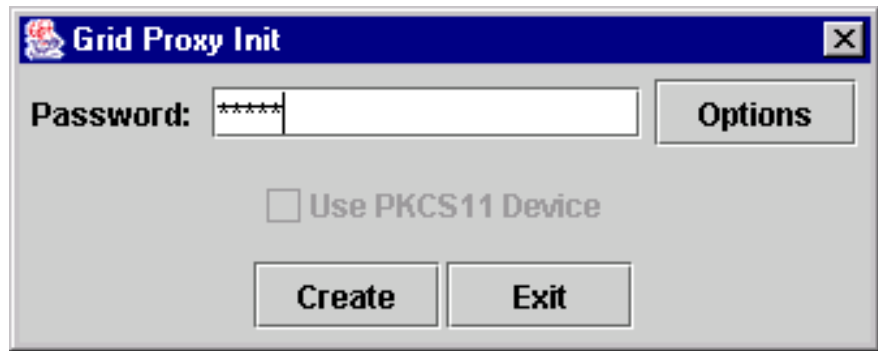 Grid Proxy Init
Password: ***** Options
Use PKCS11 Device
Create Exit